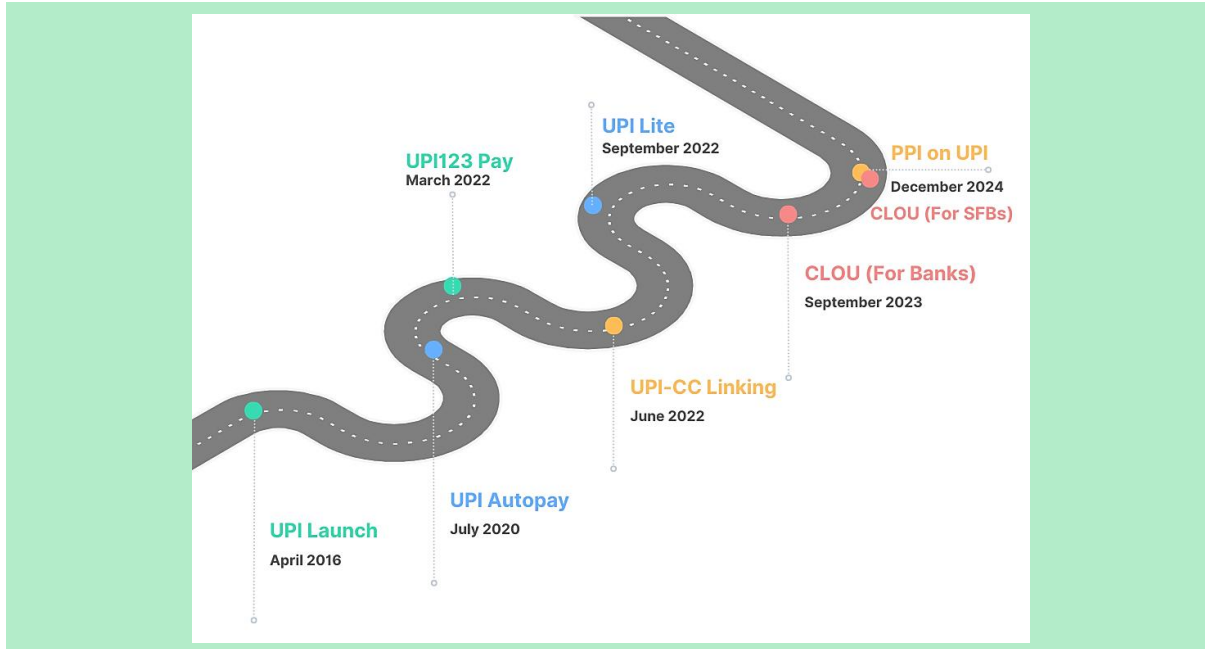 UPI Lite
September 2022
UPI123 Pay
March 2022
PPI on UPI
December 2024
CLOU (For SFBs)
CLOU (For Banks)
September 2023
UPI-CC Linking
June 2022
UPI Autopay
July 2020
UPI Launch
April 2016